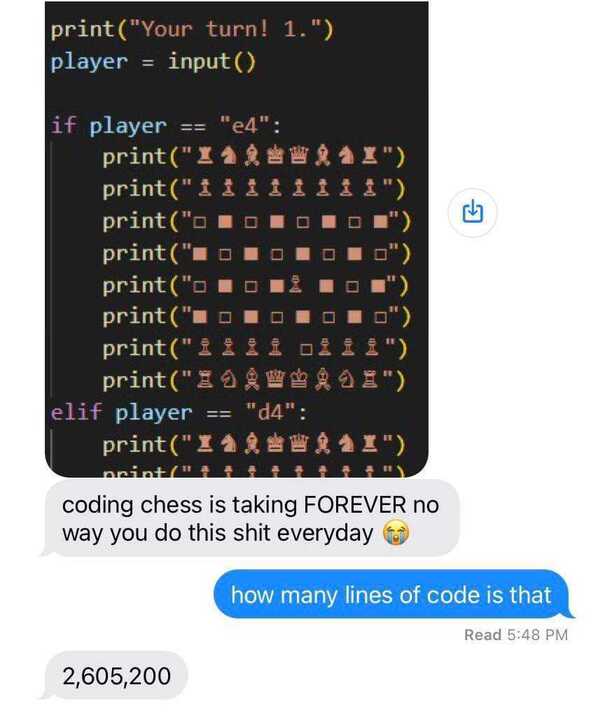 print("Your turn! 1.")
player = input()
if player == "e4":
print("♜♞♝♚♛♝♞♜")
print("♟♟♟♟♟♟♟♟")
print("□ ■ □ ■ □ ■ □ ■")
print("■ □ ■ □ ■ □ ■ □")
print("□ ■ □ ■♙ ■ □ ■")
print("■ □ ■ □ ■ □ ■ □")
print("♙♙♙♙ □♙♙♙")
print("♖♘♗♕♔♗♘♖")
elif player == "d4":
print("♜♞♝♚♛♝♞♜")
print("♟♟♟♟♟♟♟♟")
coding chess is taking FOREVER no
way you do this shit everyday 😭
how many lines of code is that
Read 5:48 PM
2,605,200